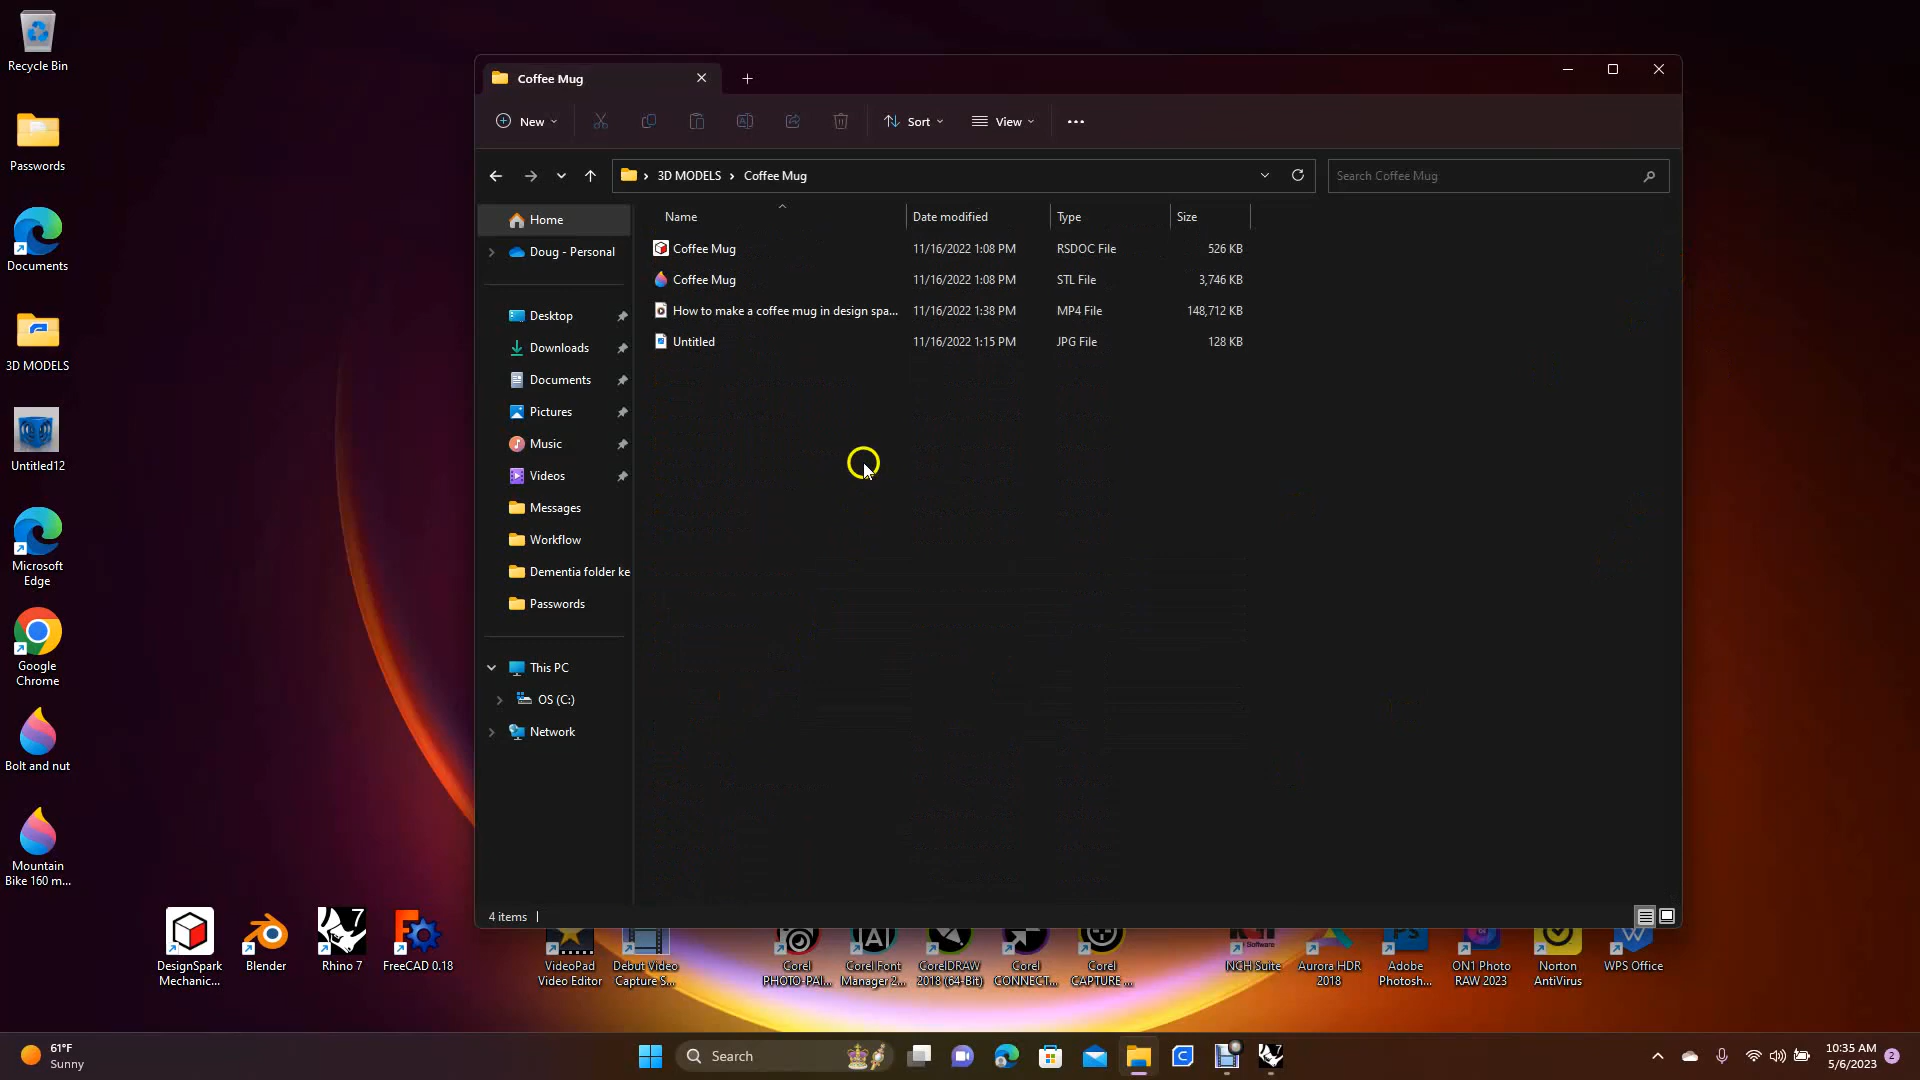 Recycle Bin
Passwords
Documents
3D MODELS
Untitled12
Microsoft
Edge
Google
Chrome
Bolt and nut
Mountain
Bike 160 m...
Coffee Mug
New
Sort
View
3D MODELS
Coffee Mug
Search Coffee Mug
Home
Doug - Personal
Desktop
Downloads
Documents
Pictures
Music
Videos
Messages
Workflow
Dementia folder ke
Passwords
This PC
OS (C:)
Network
Name Date modified Type Size
Coffee Mug 11/16/2022 1:08 PM RSDOC File 526 KB
Coffee Mug 11/16/2022 1:08 PM STL File 3,746 KB
How to make a coffee mug in design spa... 11/16/2022 1:38 PM MP4 File 148,712 KB
Untitled 11/16/2022 1:15 PM JPG File 128 KB
4 items
DesignSpark
Mechanic...
Blender
7
Rhino 7
FreeCAD 0.18
VideoPad
Video Editor
Debut Video
Capture S...
Corel
PHOTO-PAI...
Corel Font
Manager 2...
CorelDRAW
2018 (64-Bit)
Corel
CONNECT...
Corel
CAPTURE ...
Software
NCH Suite
Aurora HDR
2018
Adobe
Photosh...
ON1 Photo
RAW 2023
Norton
AntiVirus
WPS Office
61°F
Sunny
Search
10:35 AM
5/6/2023
2